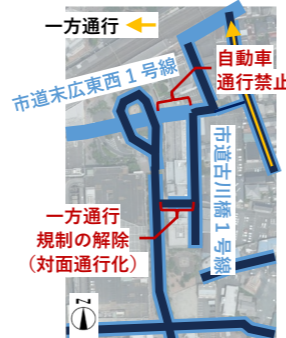 一方通行
自動車
通行禁止
市道末広東西1号線
市道古川橋1号線
一方通行
規制の解除
（対面通行化）
Z